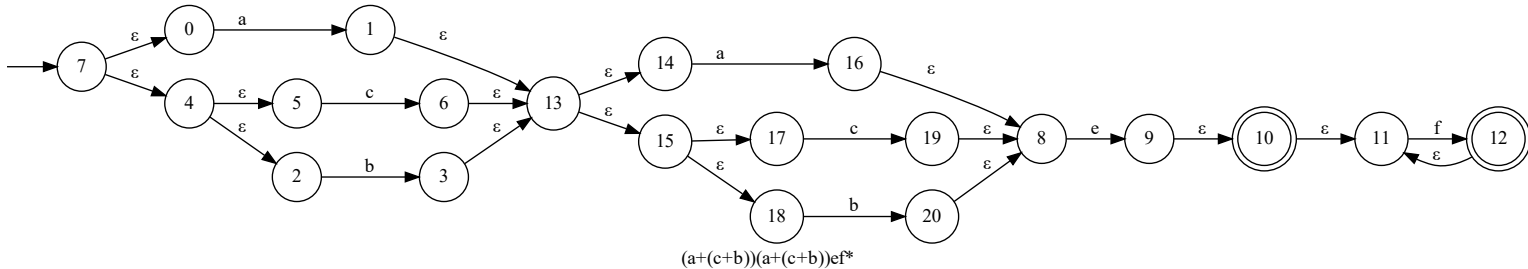 ε 0 a 1 ε
7
ε 4 ε 5 c 6 ε 13
ε 2 b 3 ε
ε 14 a 16 ε
ε 15 ε 17 c 19 ε 8 e 9 ε 10 ε 11 f 12
ε
ε 18 b 20 ε
(a+(c+b))(a+(c+b))ef*